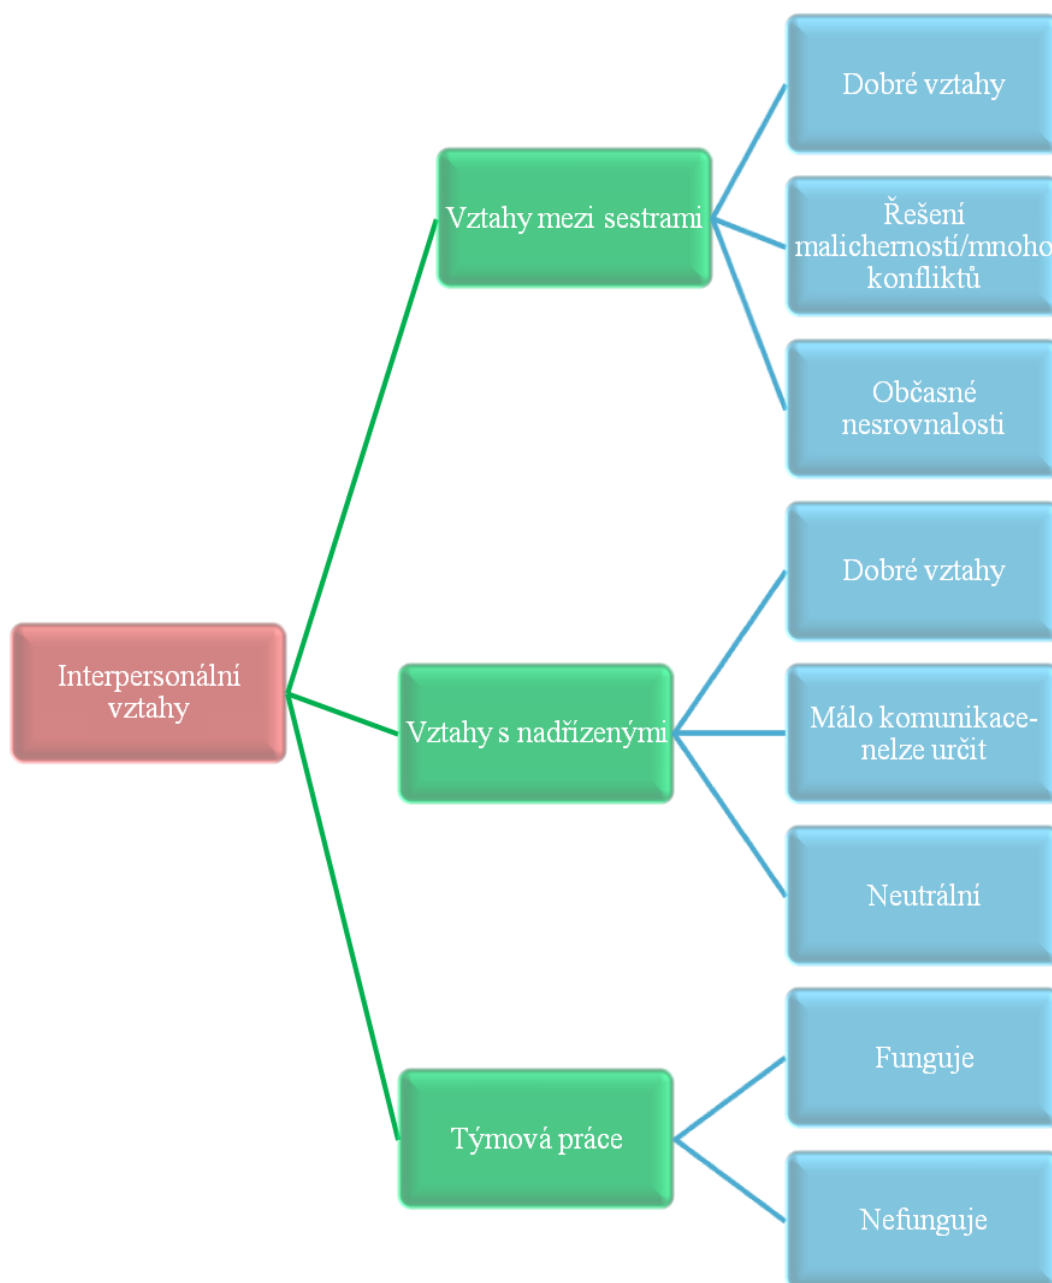 Dobré vztahy
Vztahy mezi sestrami
Řešení
malicherností/mnoho
konfliktů
Občasné
nesrovnalosti
Dobré vztahy
Interpersonální
vztahy
Vztahy s nadřízenými
Málo komunikace-
nelze určit
Neutrální
Funguje
Týmová práce
Nefunguje